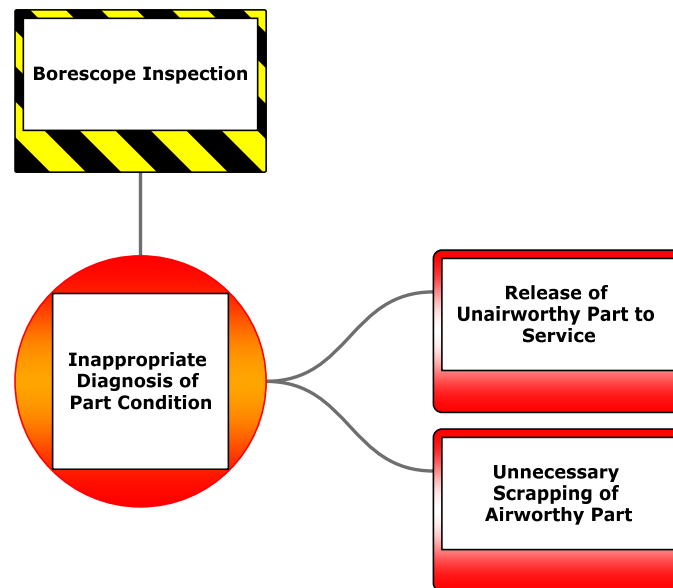 Borescope Inspection
Inappropriate
Diagnosis of
Part Condition
Release of
Unairworthy Part to
Service
Unnecessary
Scrapping of
Airworthy Part